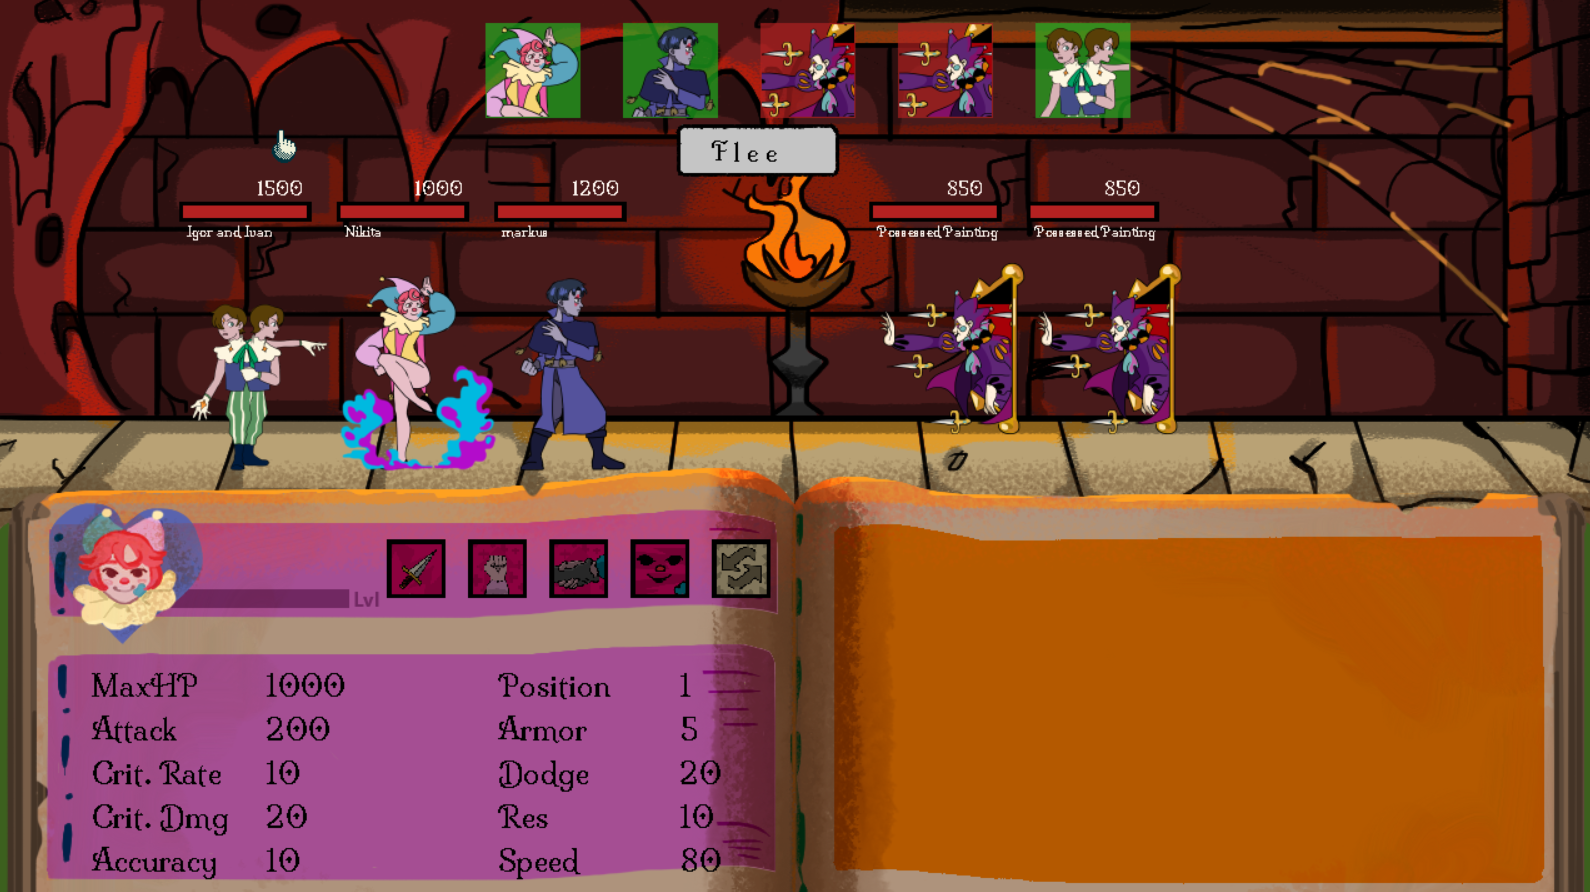 Flee
1500 1000 1200 850 850
Igor and Ivan Nikita markus Possessed Painting Possessed Painting
Lvl
MaxHP 1000 Position 1
Attack 200 Armor 5
Crit. Rate 10 Dodge 20
Crit. Dmg 20 Res 10
Accuracy 10 Speed 80